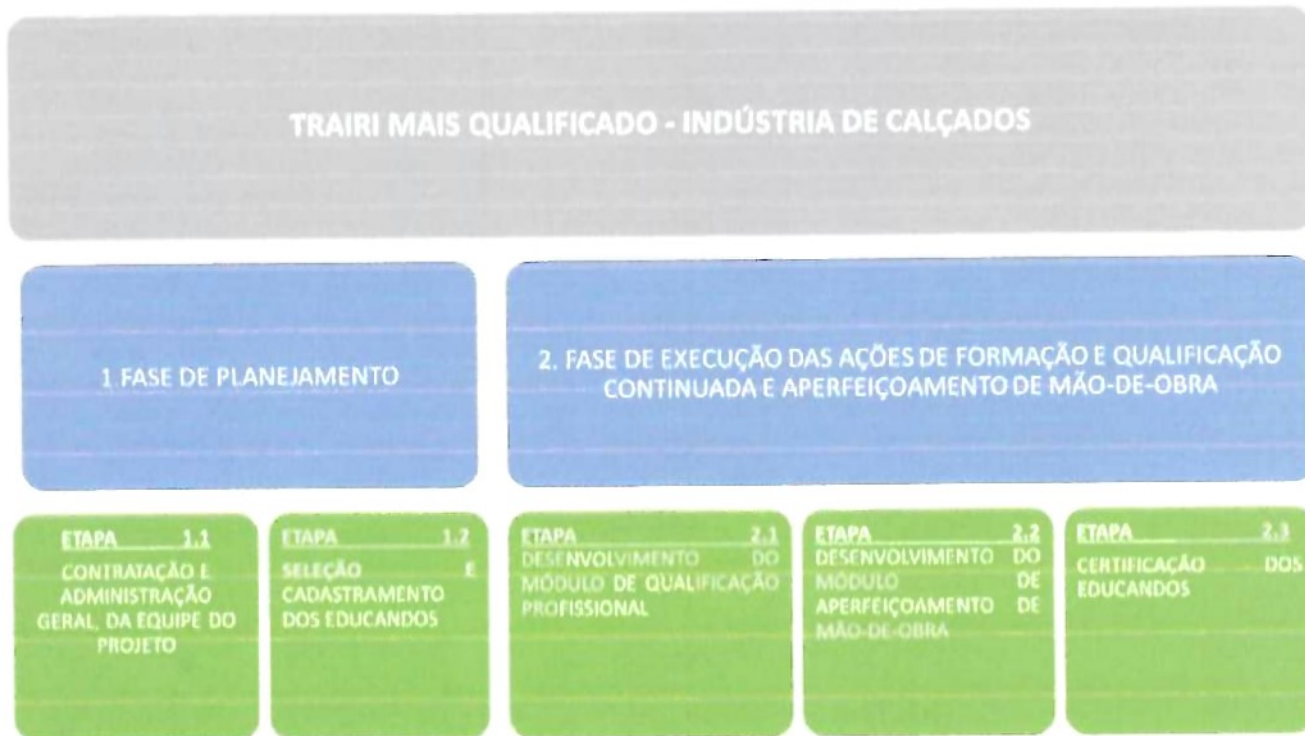 TRAIRI MAIS QUALIFICADO - INDÚSTRIA DE CALÇADOS
1.FASE DE PLANEJAMENTO
2. FASE DE EXECUÇÃO DAS AÇÕES DE FORMAÇÃO E QUALIFICAÇÃO
CONTINUADA E APERFEIÇOAMENTO DE MÃO-DE-OBRA
ETAPA 1.1
CONTRATAÇÃO E
ADMINISTRAÇÃO
GERAL, DA EQUIPE DO
PROJETO
ETAPA 1.2
SELEÇÃO E
CADASTRAMENTO
DOS EDUCANDOS
ETAPA 2.1
DESENVOLVIMENTO DO
MÓDULO DE QUALIFICAÇÃO
PROFISSIONAL
ETAPA 2.2
DESENVOLVIMENTO DO
MÓDULO DE
APERFEIÇOAMENTO DE
MÃO-DE-OBRA
ETAPA 2.3
CERTIFICAÇÃO DOS
EDUCANDOS